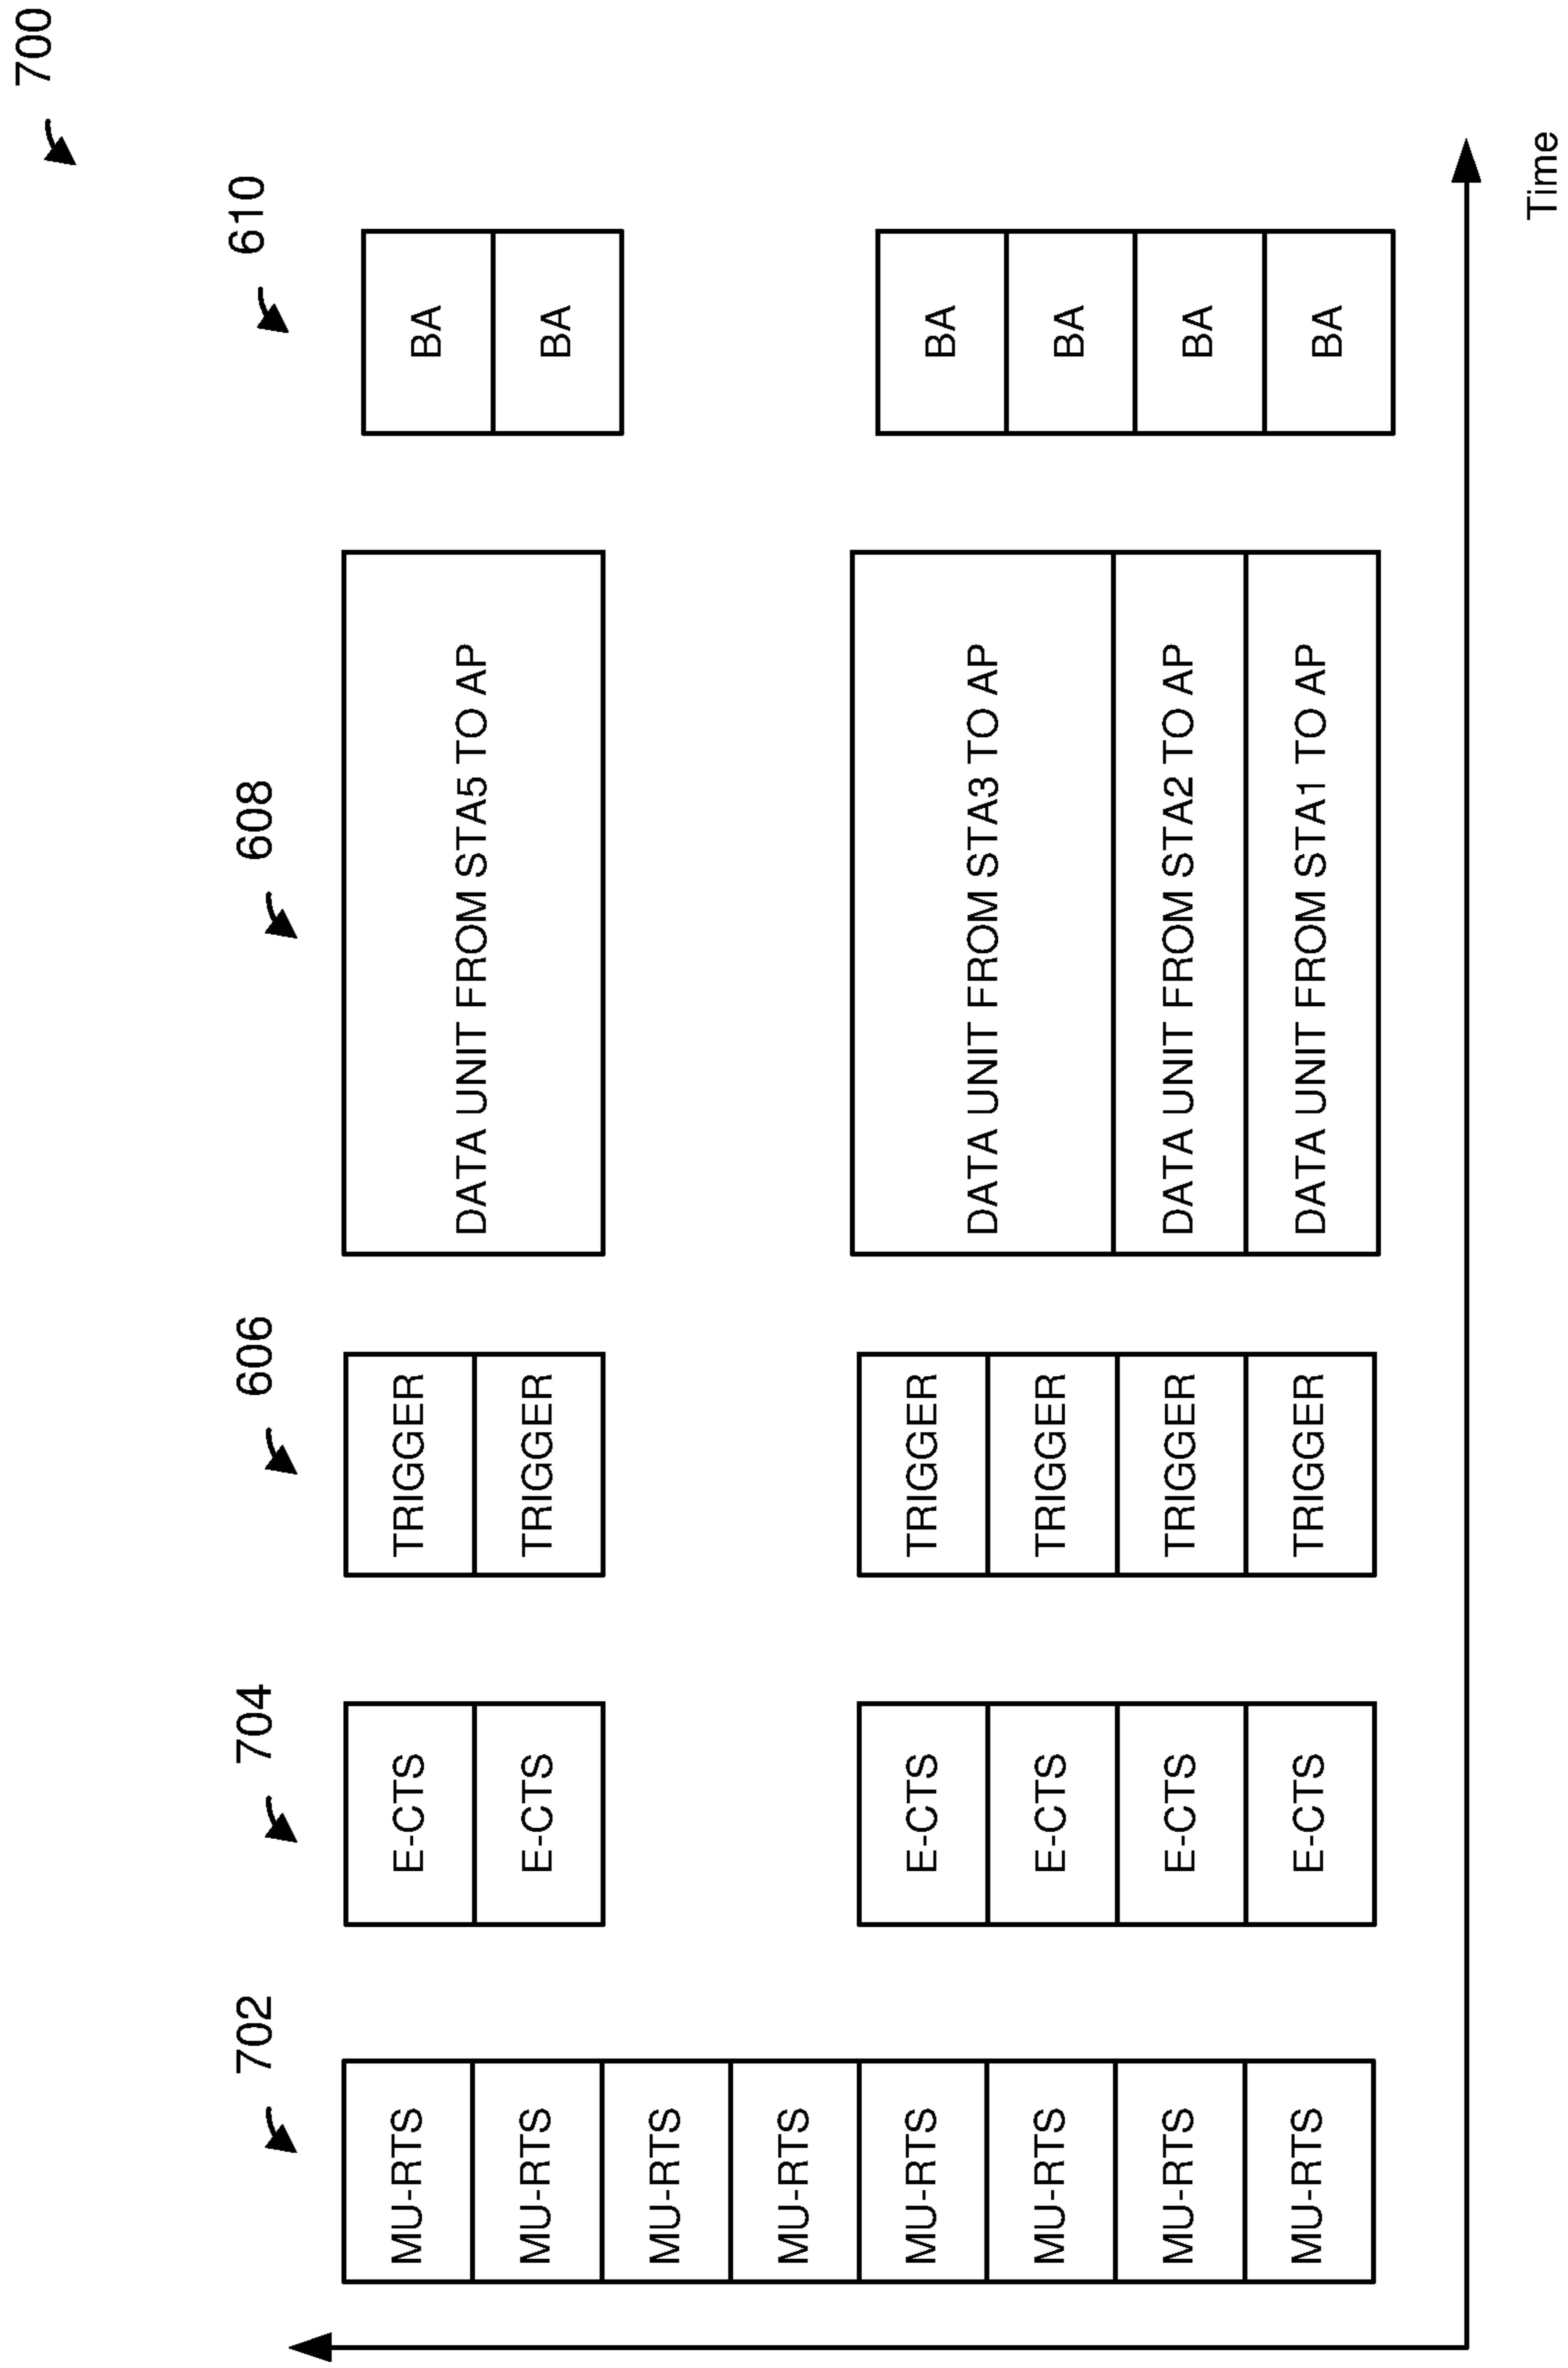 700
702
704
606
608
610
MU-RTS
MU-RTS
MU-RTS
MU-RTS
MU-RTS
MU-RTS
MU-RTS
MU-RTS
E-CTS
E-CTS
E-CTS
E-CTS
E-CTS
E-CTS
TRIGGER
TRIGGER
TRIGGER
TRIGGER
TRIGGER
TRIGGER
DATA UNIT FROM STA5 TO AP
DATA UNIT FROM STA3 TO AP
DATA UNIT FROM STA2 TO AP
DATA UNIT FROM STA1 TO AP
BA
BA
BA
BA
BA
BA
Time